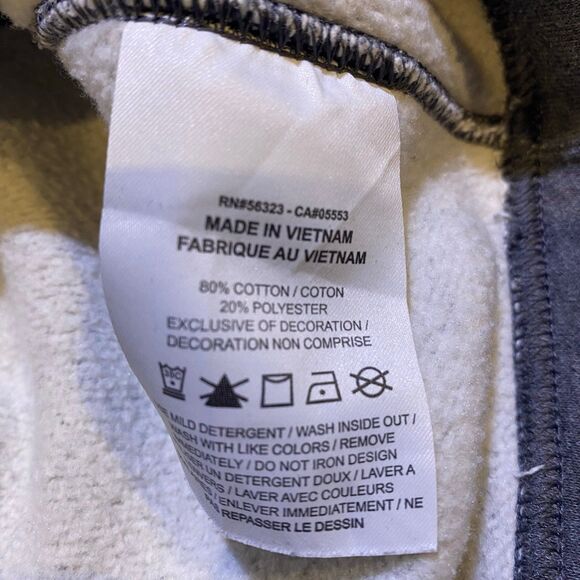 RN#56323 - CA#05553
MADE IN VIETNAM
FABRIQUE AU VIETNAM
80% COTTON / COTON
20% POLYESTER
EXCLUSIVE OF DECORATION /
DECORATION NON COMPRISE
MILD DETERGENT / WASH INSIDE OUT /
WASH WITH LIKE COLORS / REMOVE
/ DO NOT IRON DESIGN
UN DETERGENT DOUX / LAVER A
/ LAVER AVEC COULEURS
/ ENLEVER IMMEDIATEMENT / NE
PAS REPASSER LE DESSIN